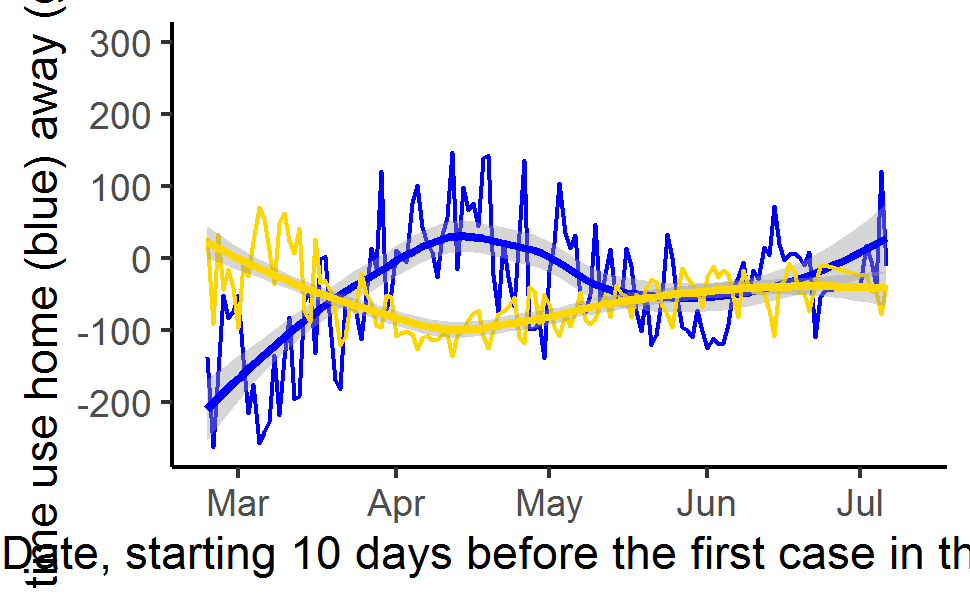 time use home (blue) away (
300
200
100
0
-100
-200
Mar Apr May Jun Jul
Date, starting 10 days before the first case in th